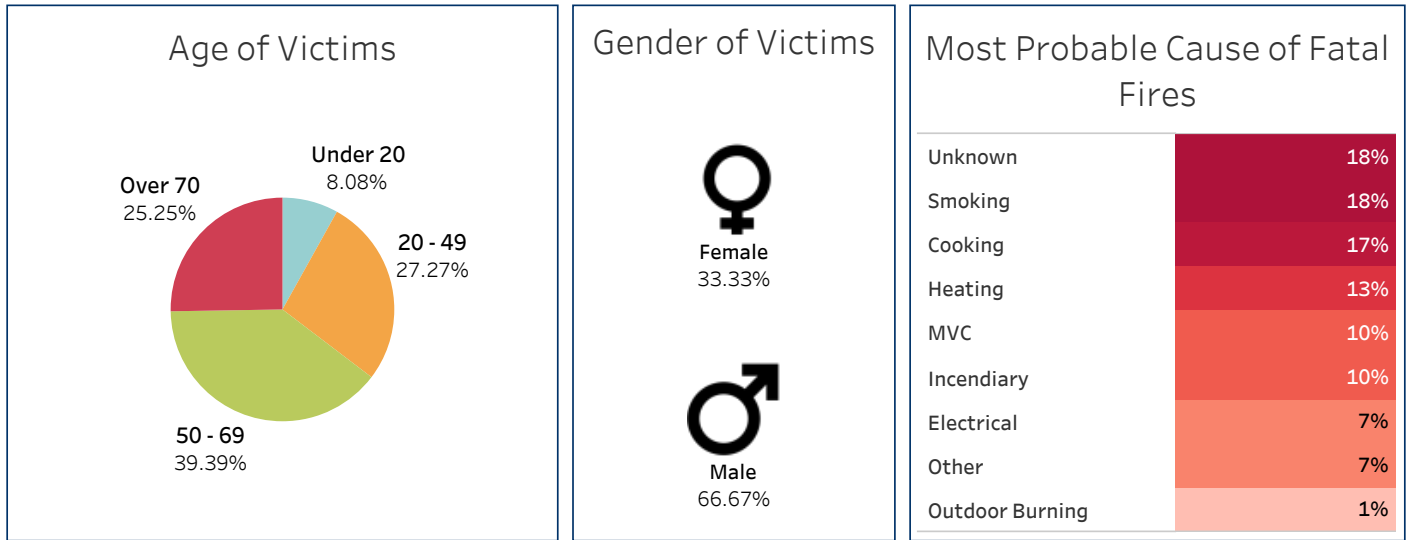 Age of Victims
Under 20
8.08%
Over 70
25.25%
20 - 49
27.27%
50 - 69
39.39%
Gender of Victims
Female
33.33%
Male
66.67%
Most Probable Cause of Fatal
Fires
Unknown 18%
Smoking 18%
Cooking 17%
Heating 13%
MVC 10%
Incendiary 10%
Electrical 7%
Other 7%
Outdoor Burning 1%